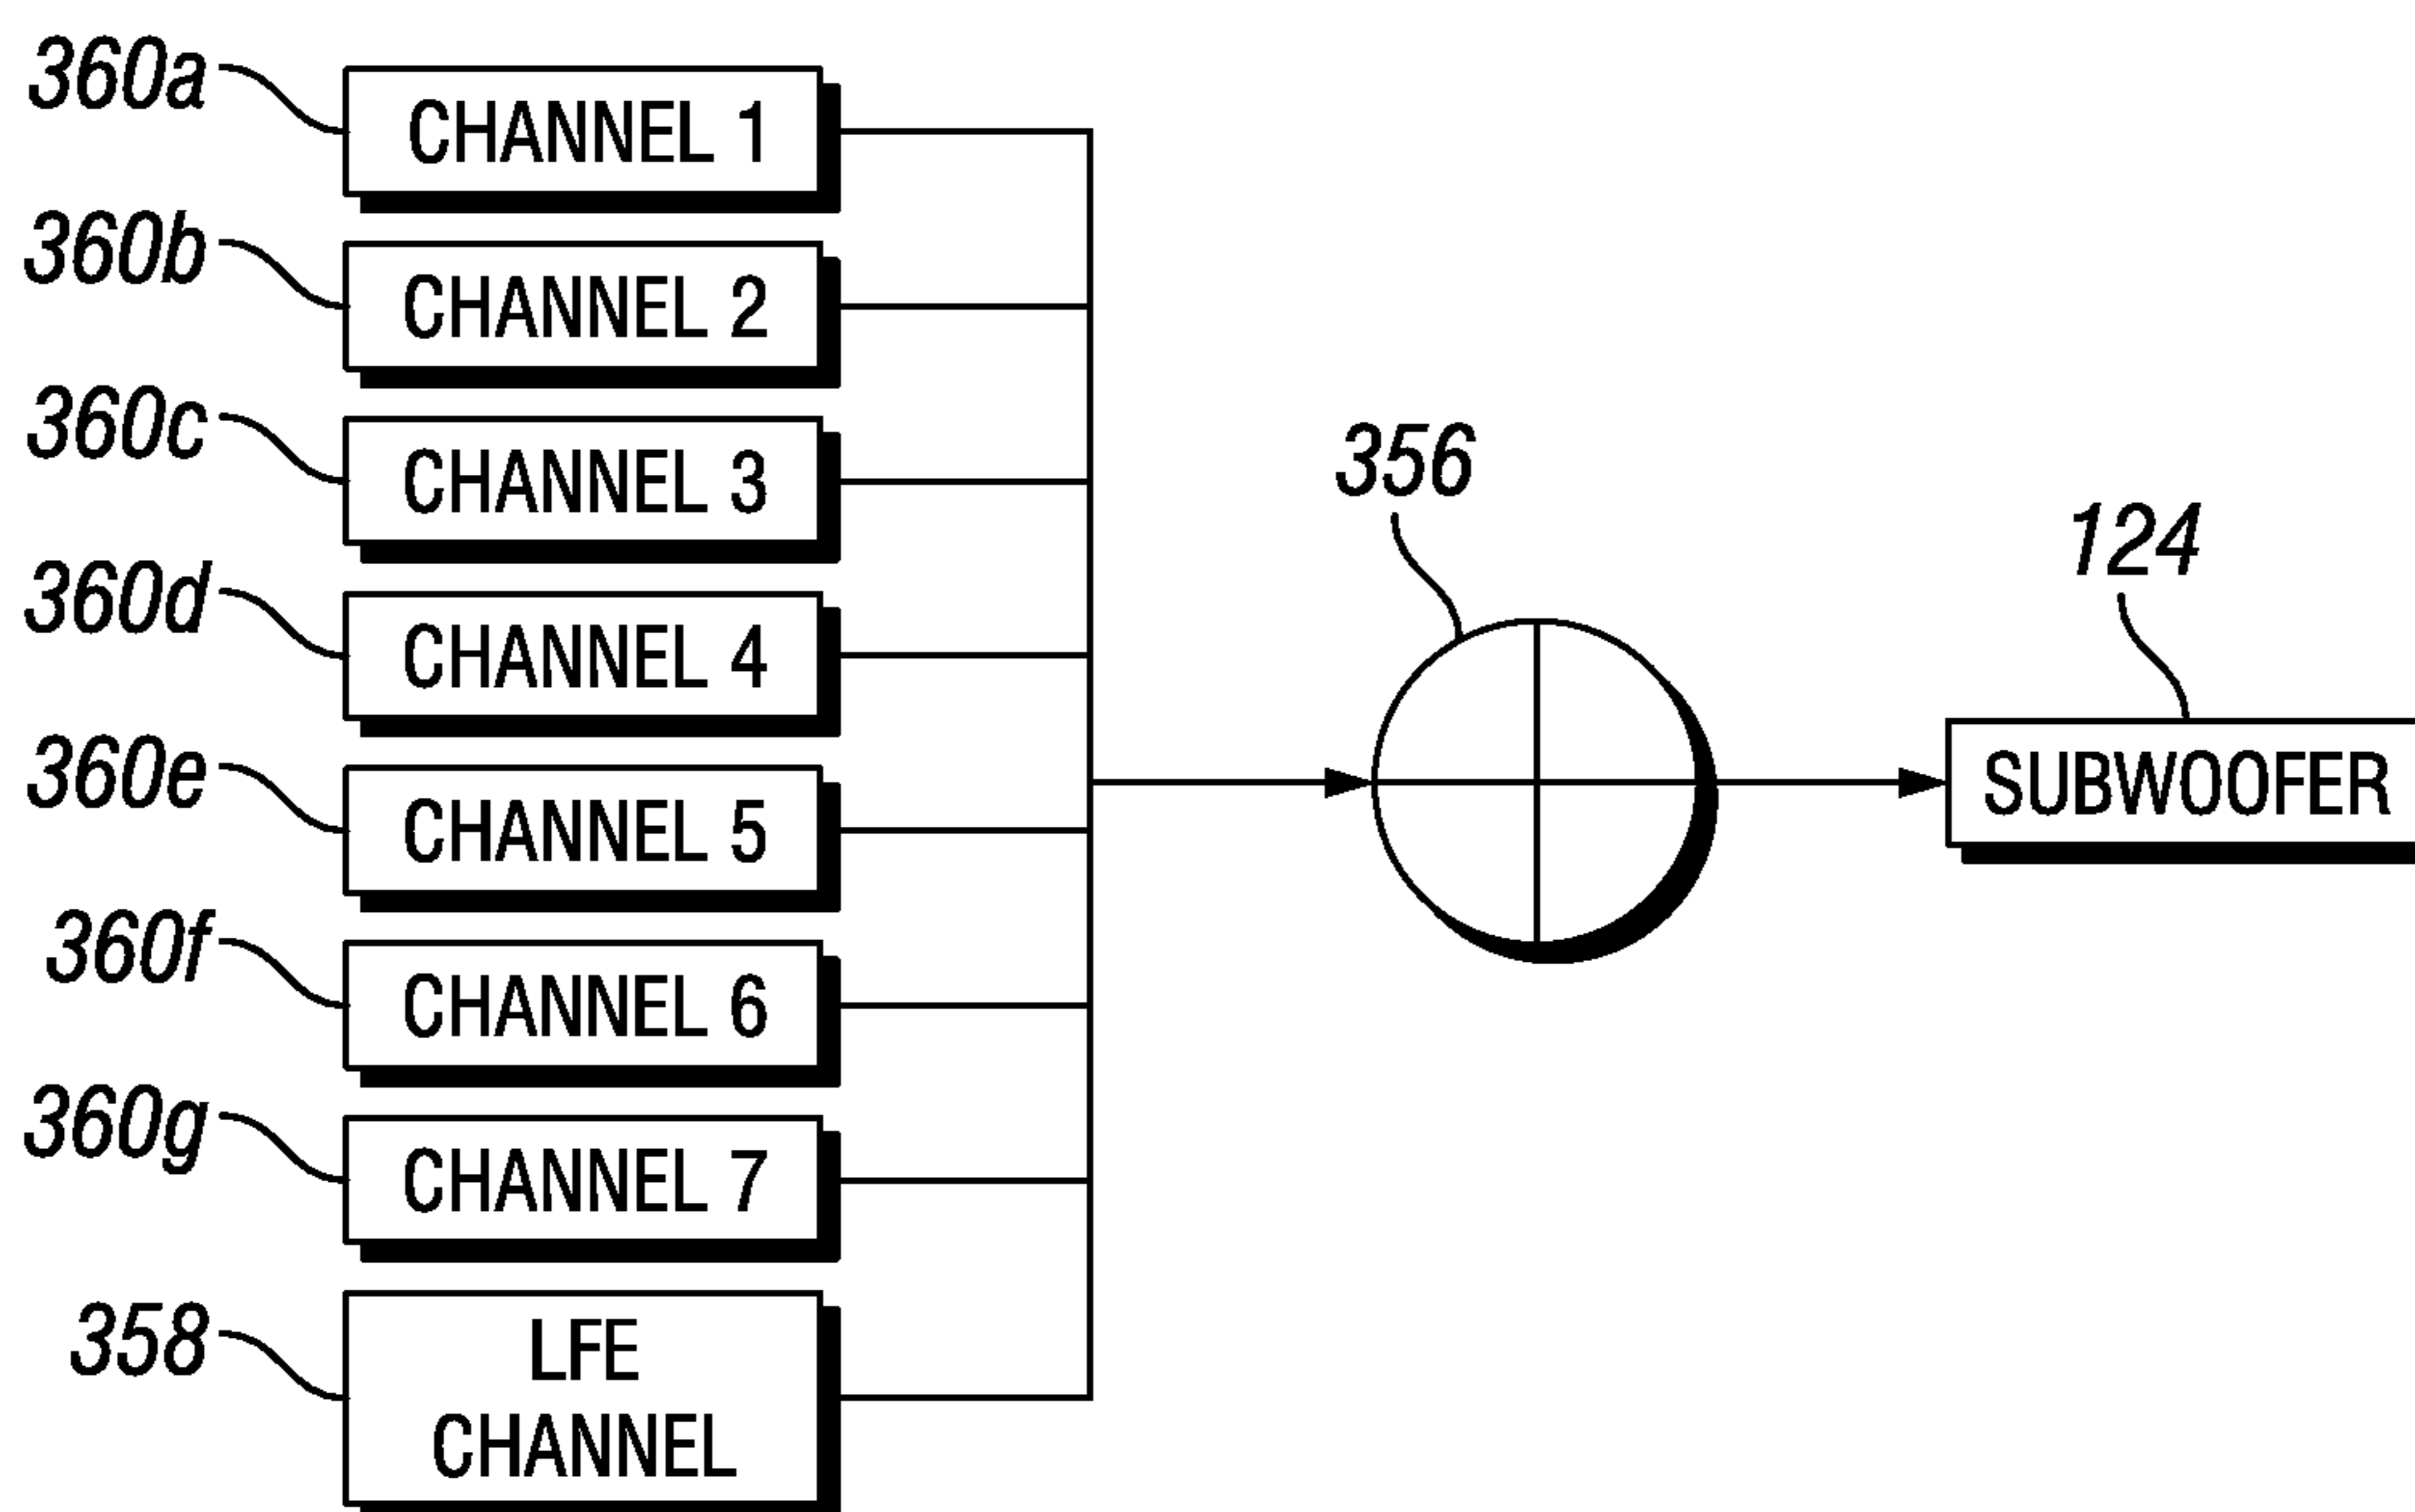 360a
CHANNEL 1
360b
CHANNEL 2
360c
CHANNEL 3
360d
CHANNEL 4
360e
CHANNEL 5
360f
CHANNEL 6
360g
CHANNEL 7
358
LFE
CHANNEL
356
124
SUBWOOFER